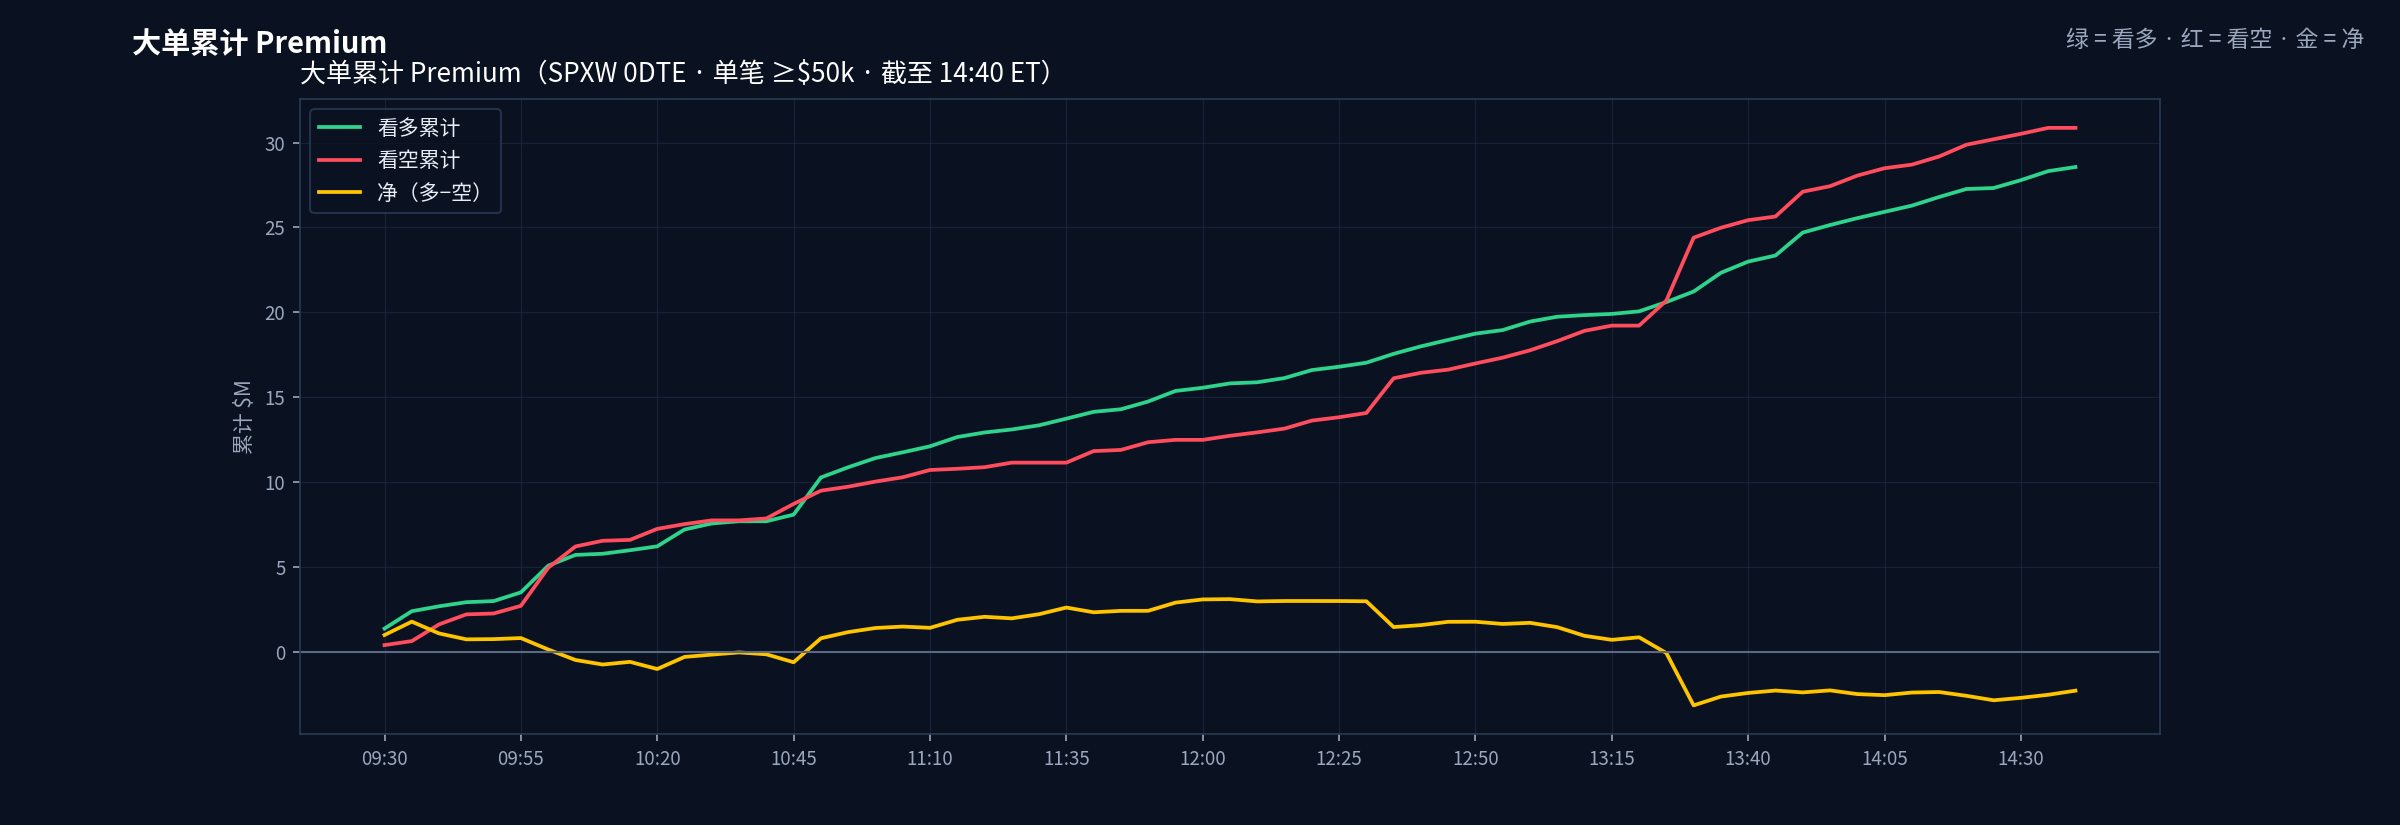 大单累计 Premium
绿 = 看多 · 红 = 看空 · 金 = 净
大单累计 Premium（SPXW 0DTE · 单笔 ≥$50k · 截至 14:40 ET）
看多累计
看空累计
净（多−空）
累计 $M
30
25
20
15
10
5
0
09:30 09:55 10:20 10:45 11:10 11:35 12:00 12:25 12:50 13:15 13:40 14:05 14:30